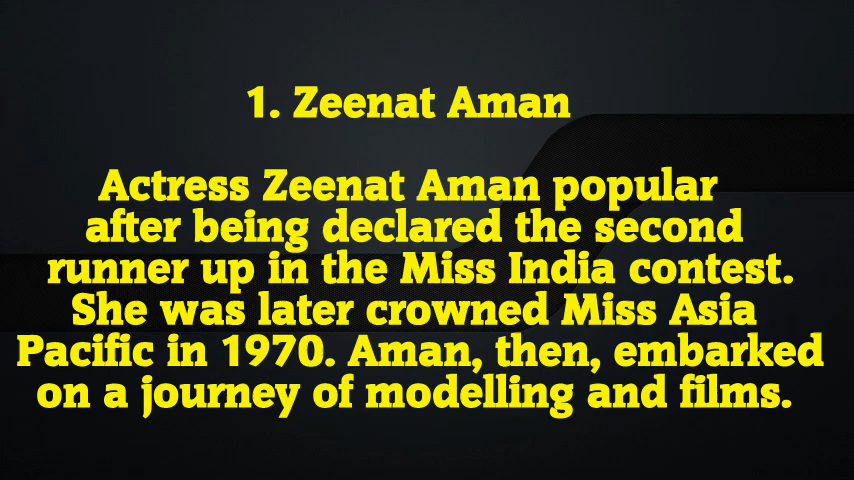 1. Zeenat Aman
Actress Zeenat Aman popular
after being declared the second
runner up in the Miss India contest.
She was later crowned Miss Asia
Pacific in 1970. Aman, then, embarked
on a journey of modelling and films.